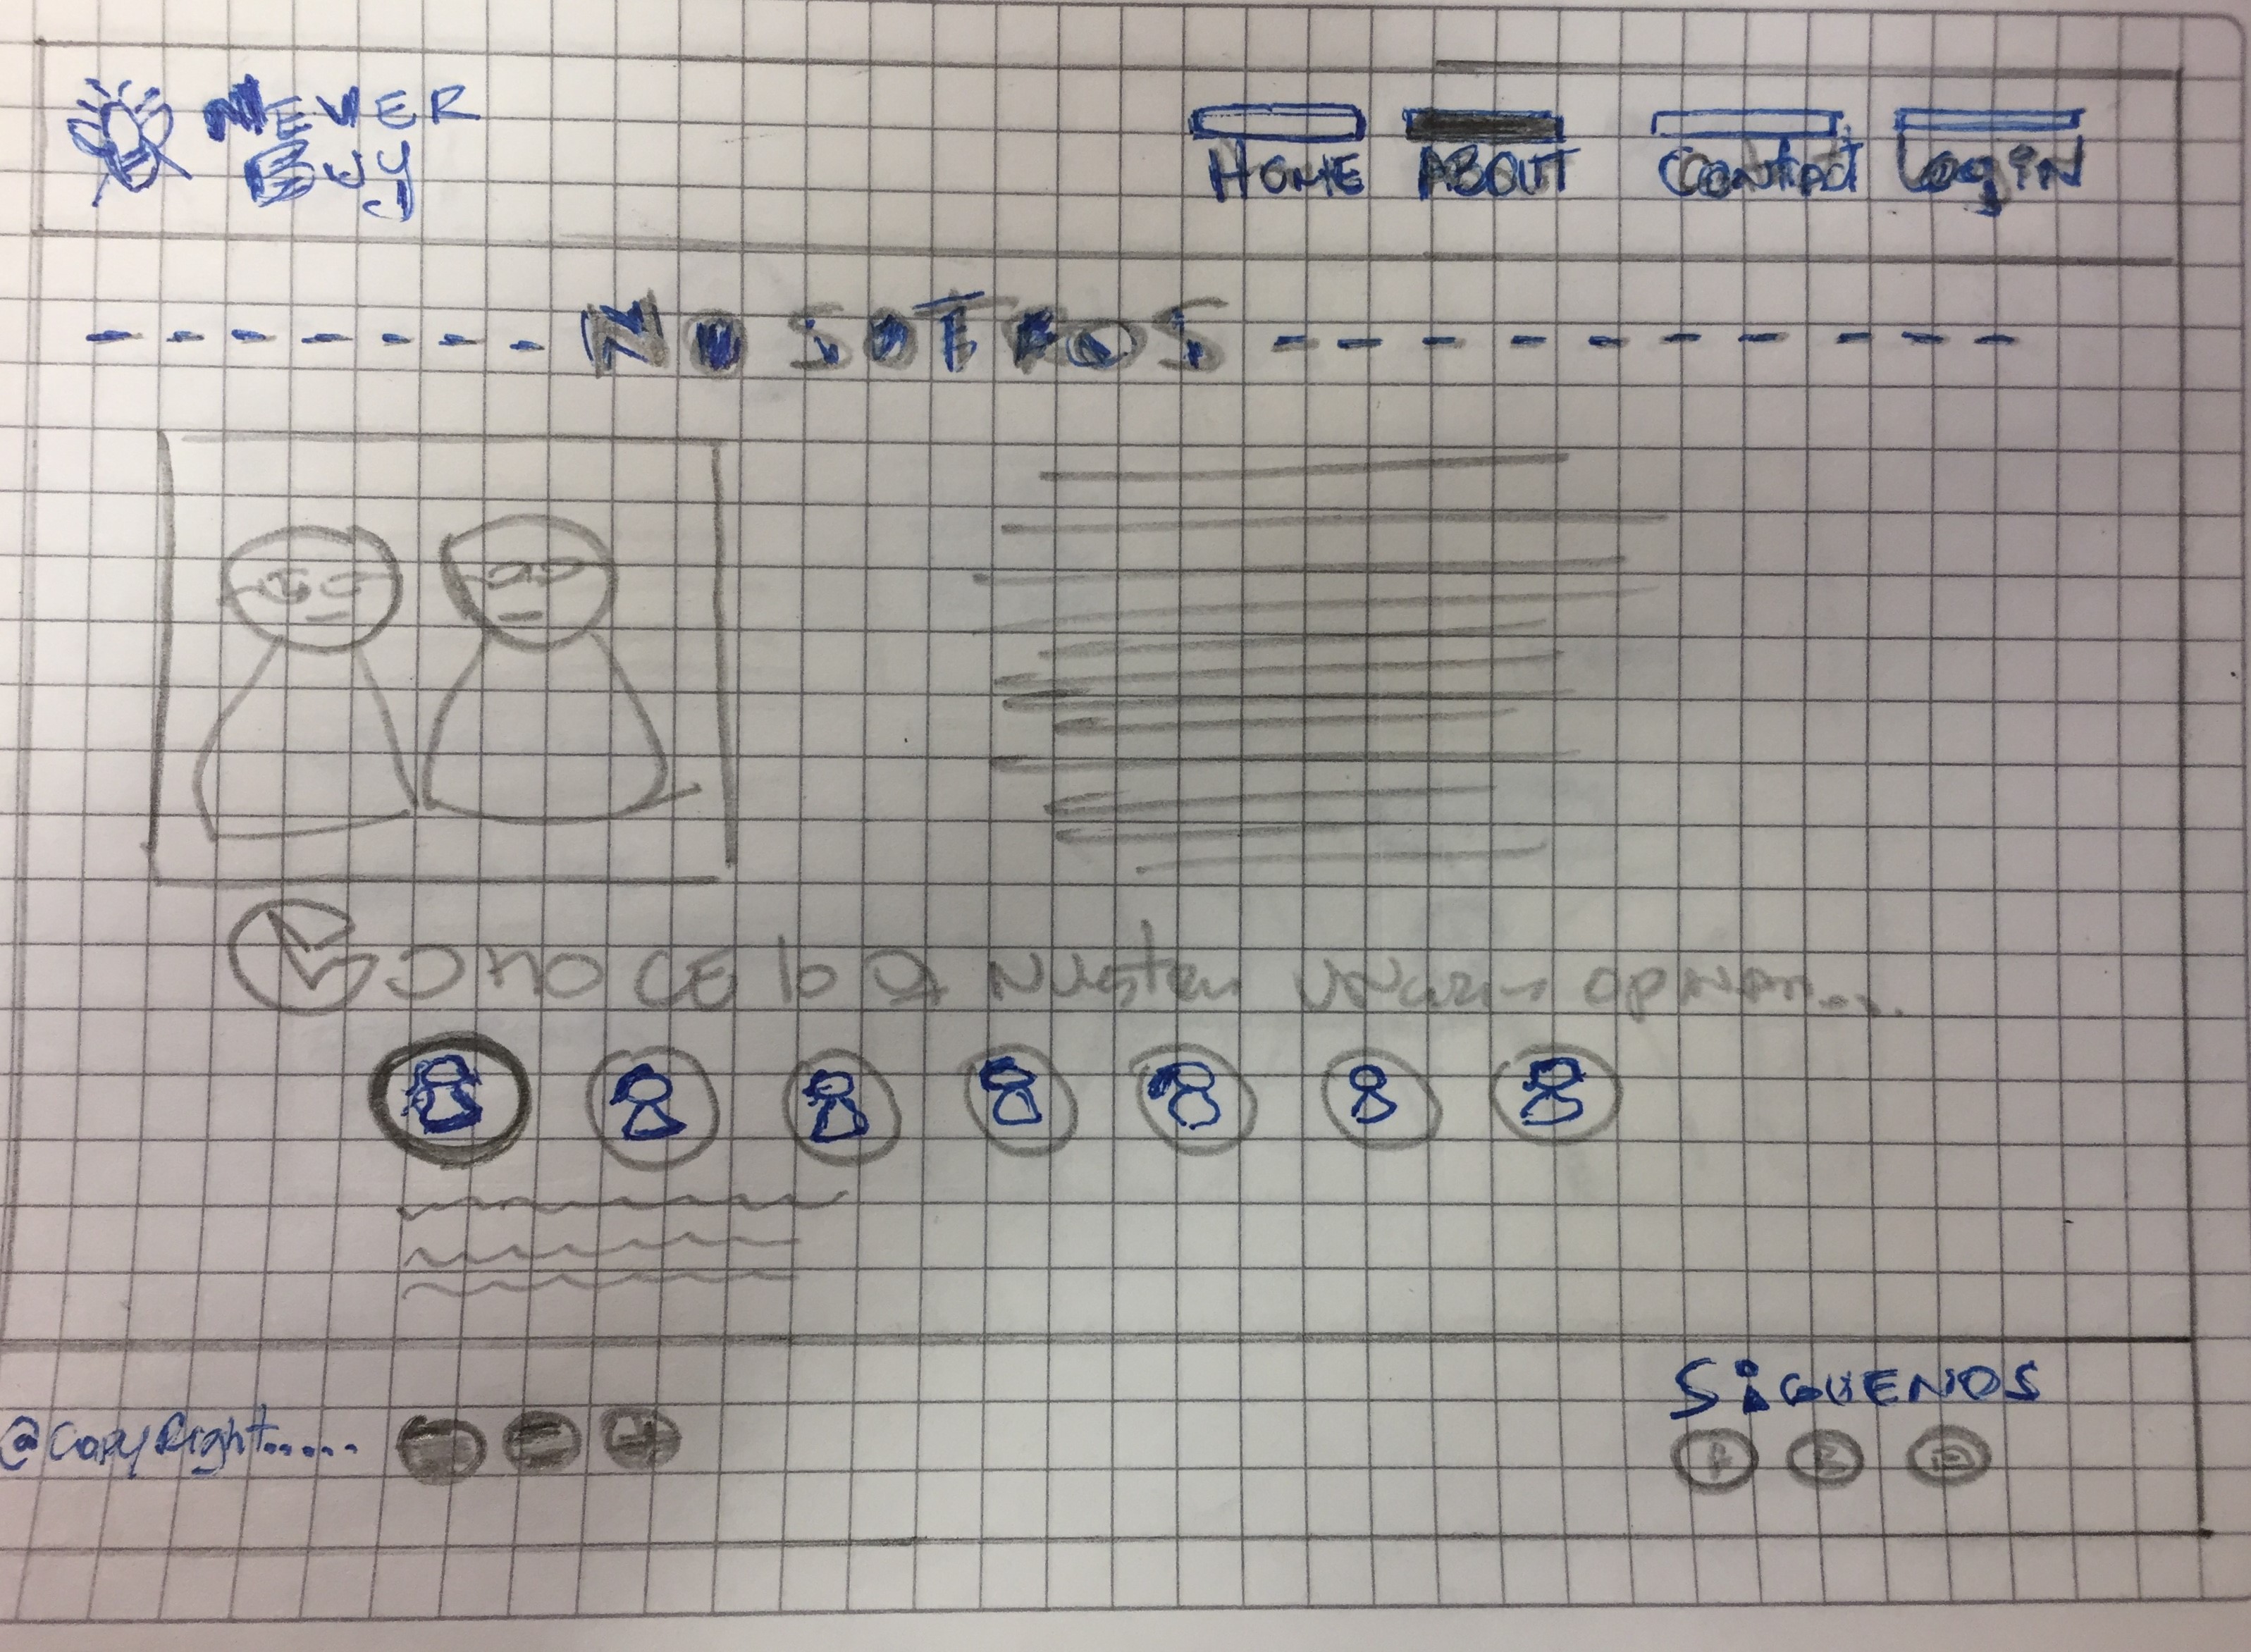 NEVER
Buy
HOME ABOUT Contact Login
NOSOTROS
CONOCE lo q nuestros usuarios opinan...
@CopyRight.....
SiGUENOS